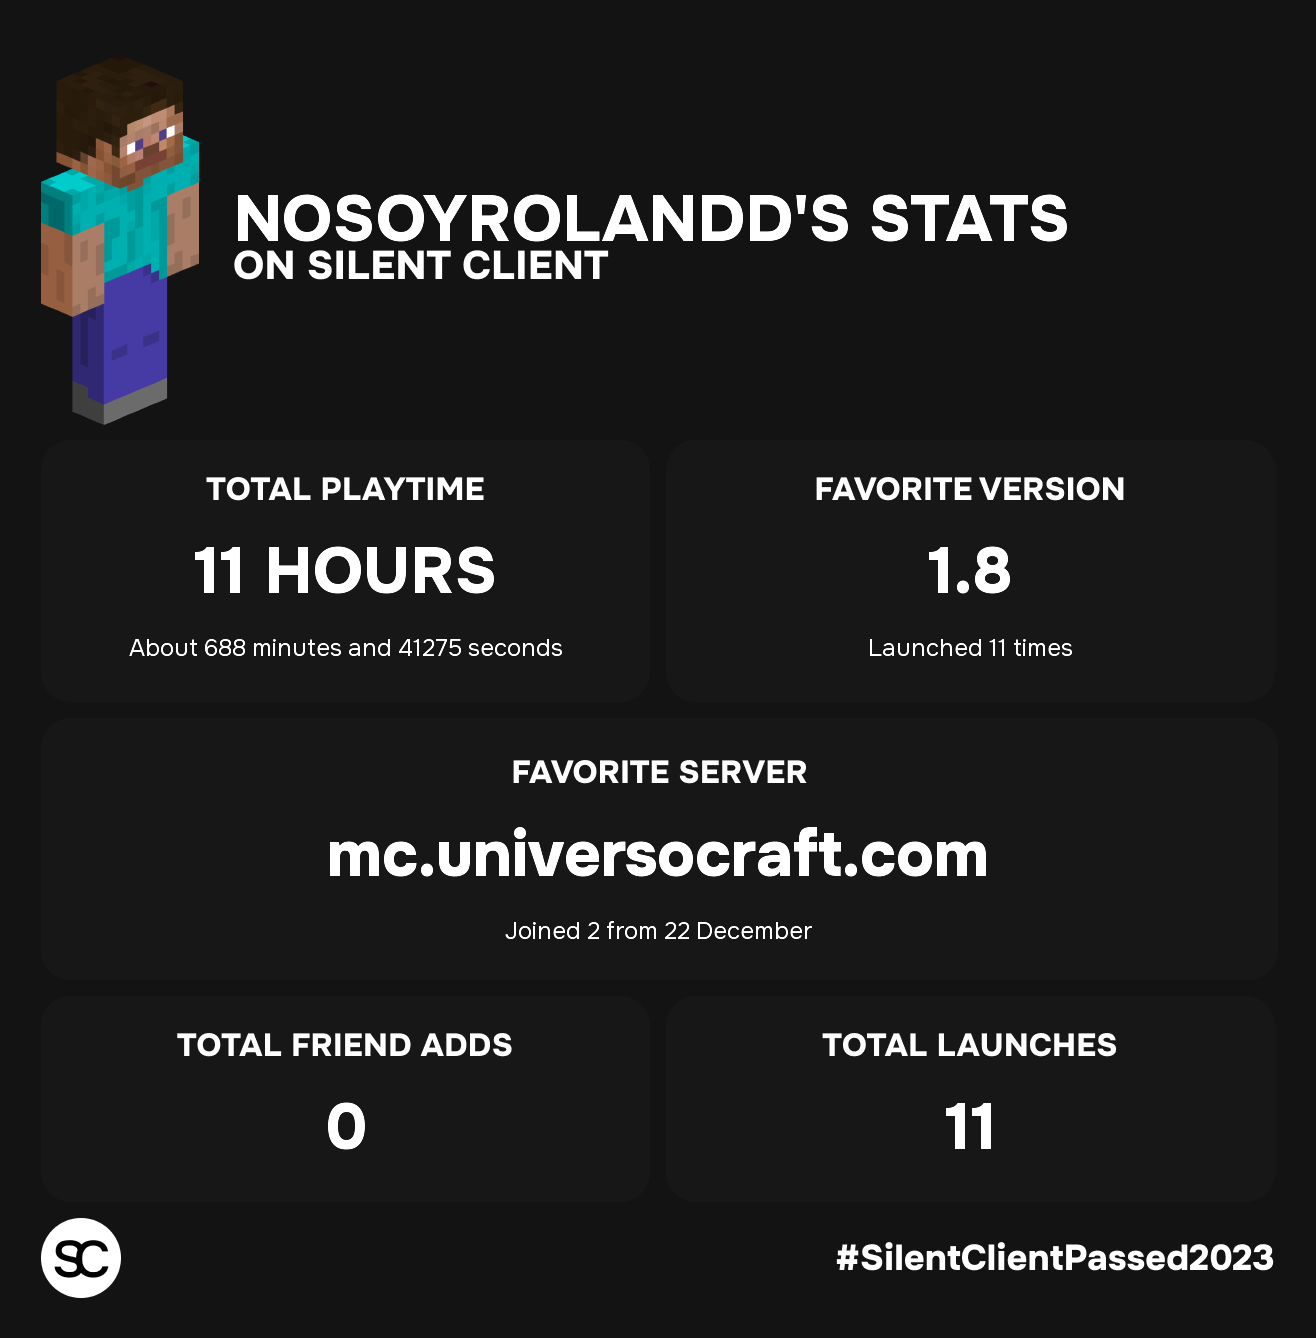 NOSOYROLANDD'S STATS
ON SILENT CLIENT
TOTAL PLAYTIME
11 HOURS
About 688 minutes and 41275 seconds
FAVORITE VERSION
1.8
Launched 11 times
FAVORITE SERVER
mc.universocraft.com
Joined 2 from 22 December
TOTAL FRIEND ADDS
0
TOTAL LAUNCHES
11
SC
#SilentClientPassed2023